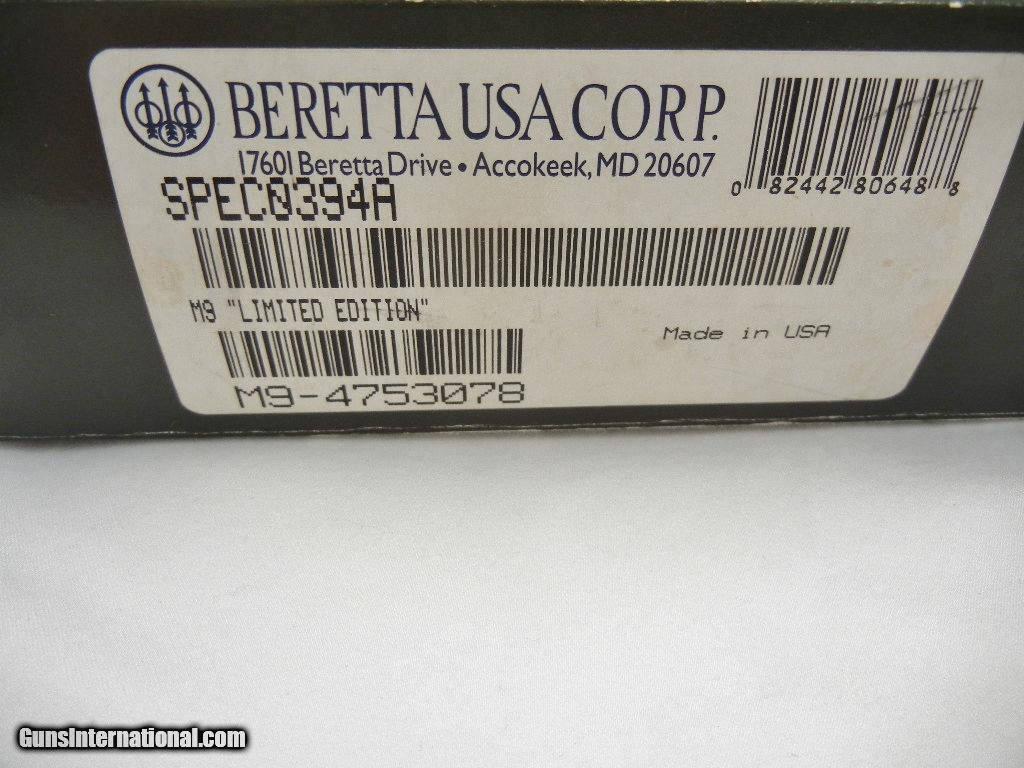 BERETTA USA CORP.
17601 Beretta Drive • Accokeek, MD 20607
0 82442 80648 8
SPEC0394A
M9 "LIMITED EDITION"
Made in USA
M9-4753078
GunsInternational.com